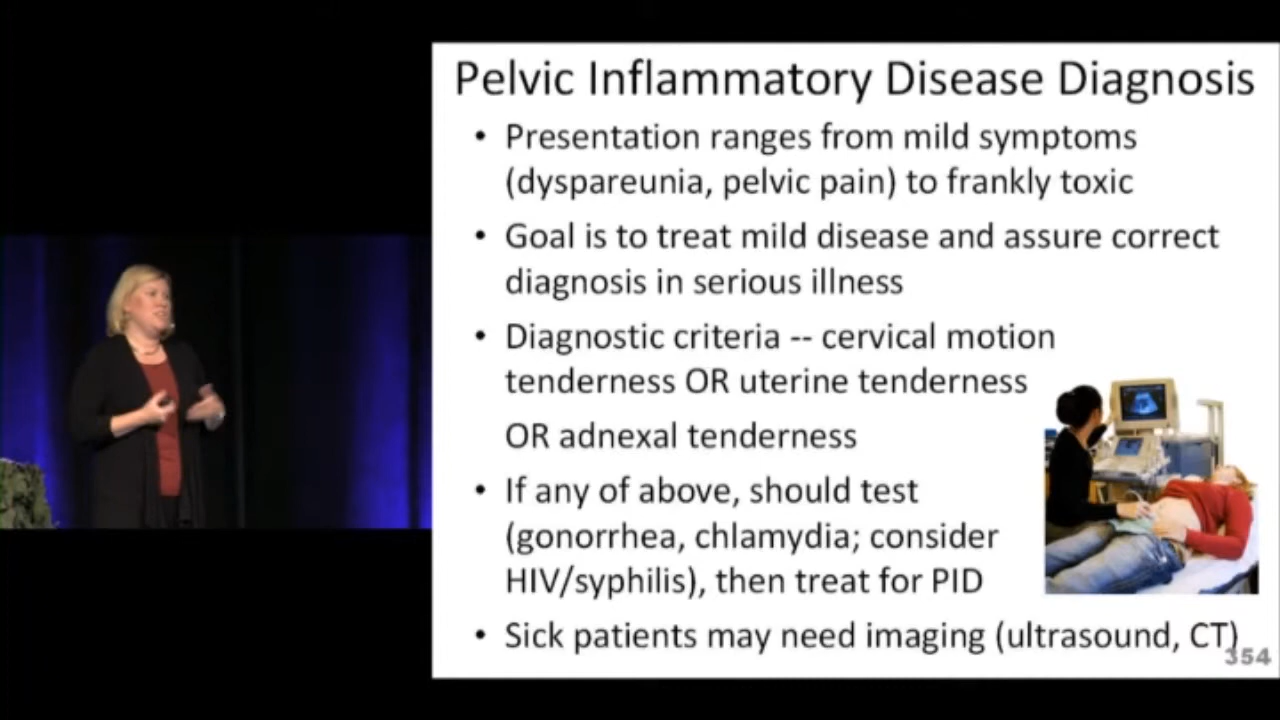 Pelvic Inflammatory Disease Diagnosis
• Presentation ranges from mild symptoms
(dyspareunia, pelvic pain) to frankly toxic
• Goal is to treat mild disease and assure correct
diagnosis in serious illness
• Diagnostic criteria -- cervical motion
tenderness OR uterine tenderness
OR adnexal tenderness
• If any of above, should test
(gonorrhea, chlamydia; consider
HIV/syphilis), then treat for PID
• Sick patients may need imaging (ultrasound, CT)
354